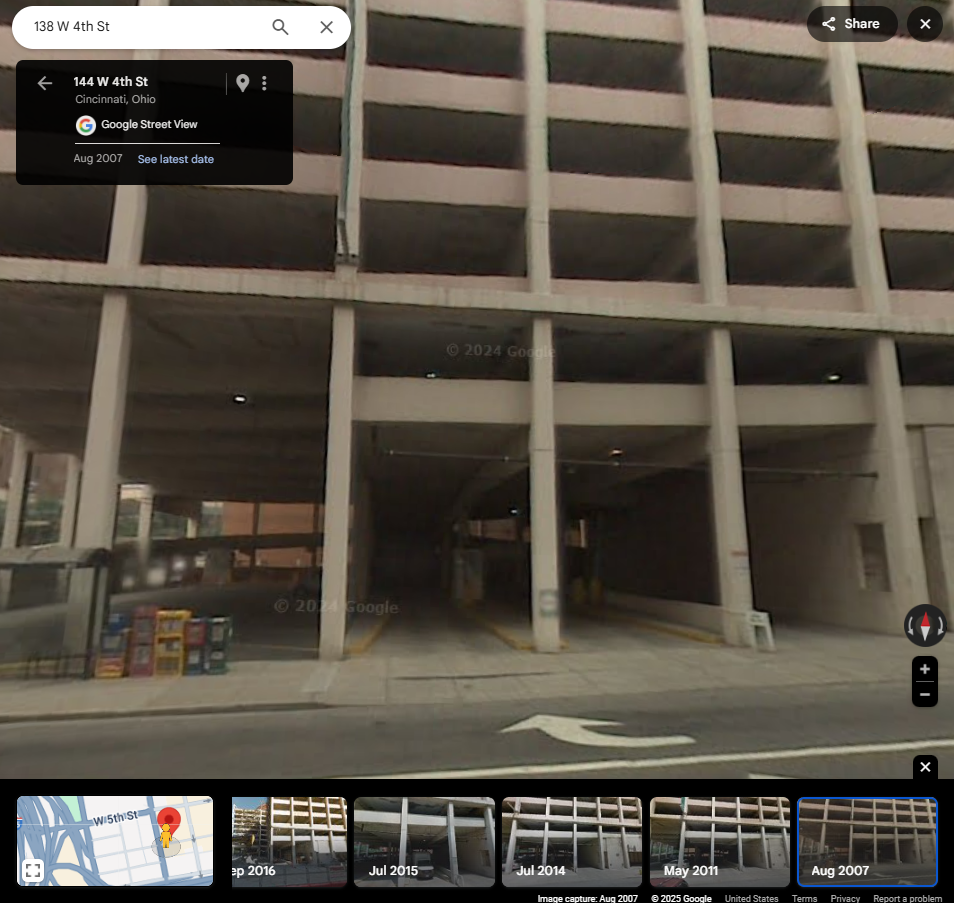 138 W 4th St
Share
144 W 4th St
Cincinnati, Ohio
Google Street View
Aug 2007 See latest date
© 2024 Google
© 2024 Google
W 5th St
ep 2016
Jul 2015
Jul 2014
May 2011
Aug 2007
Image capture: Aug 2007 © 2025 Google United States Terms Privacy Report a problem